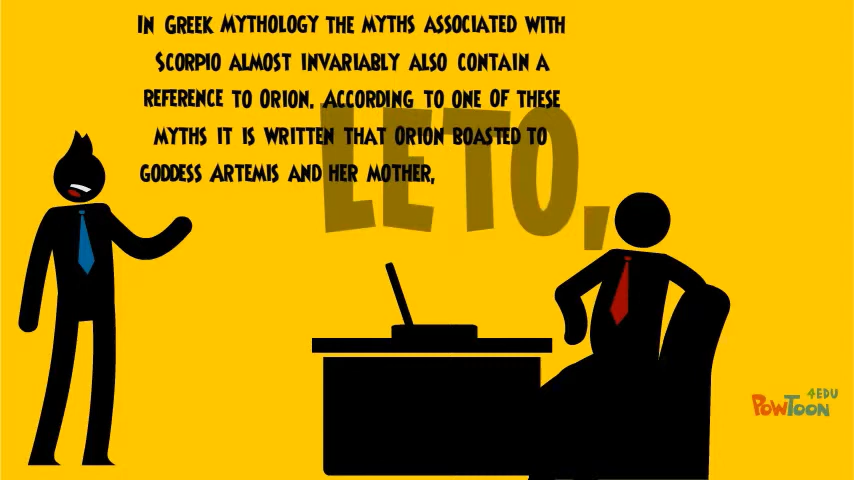 In Greek mythology the myths associated with
Scorpio almost invariably also contain a
reference to Orion. According to one of these
myths it is written that Orion boasted to
goddess Artemis and her mother,
LETO,
4EDU
PowToon